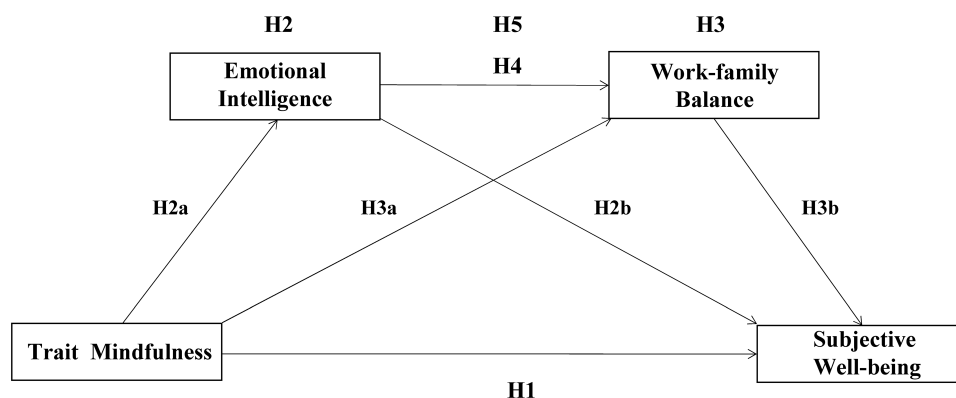 H2
H5
H3
Emotional
Intelligence
H4
Work-family
Balance
H2a
H3a
H2b
H3b
Trait Mindfulness
Subjective
Well-being
H1